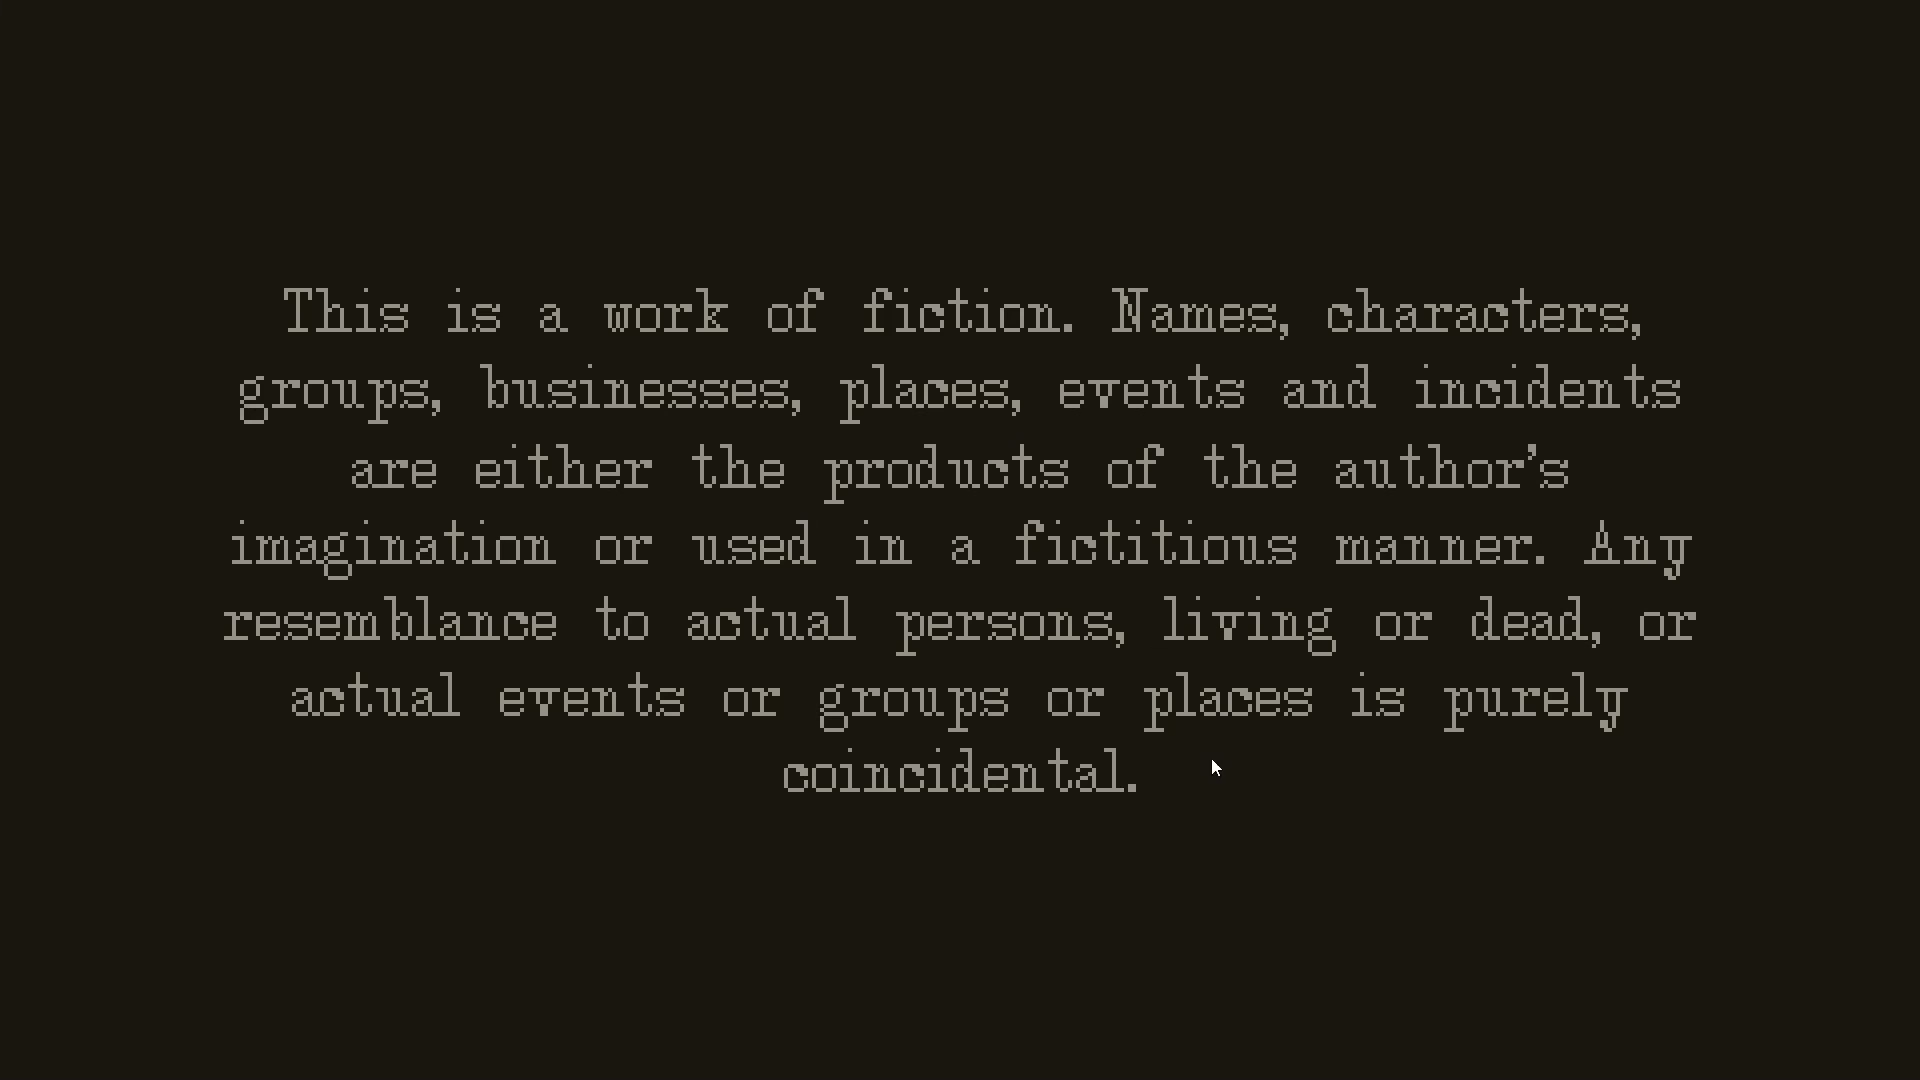 This is a work of fiction. Names, characters,
groups, businesses, places, events and incidents
are either the products of the author's
imagination or used in a fictitious manner. Any
resemblance to actual persons, living or dead, or
actual events or groups or places is purely
coincidental.